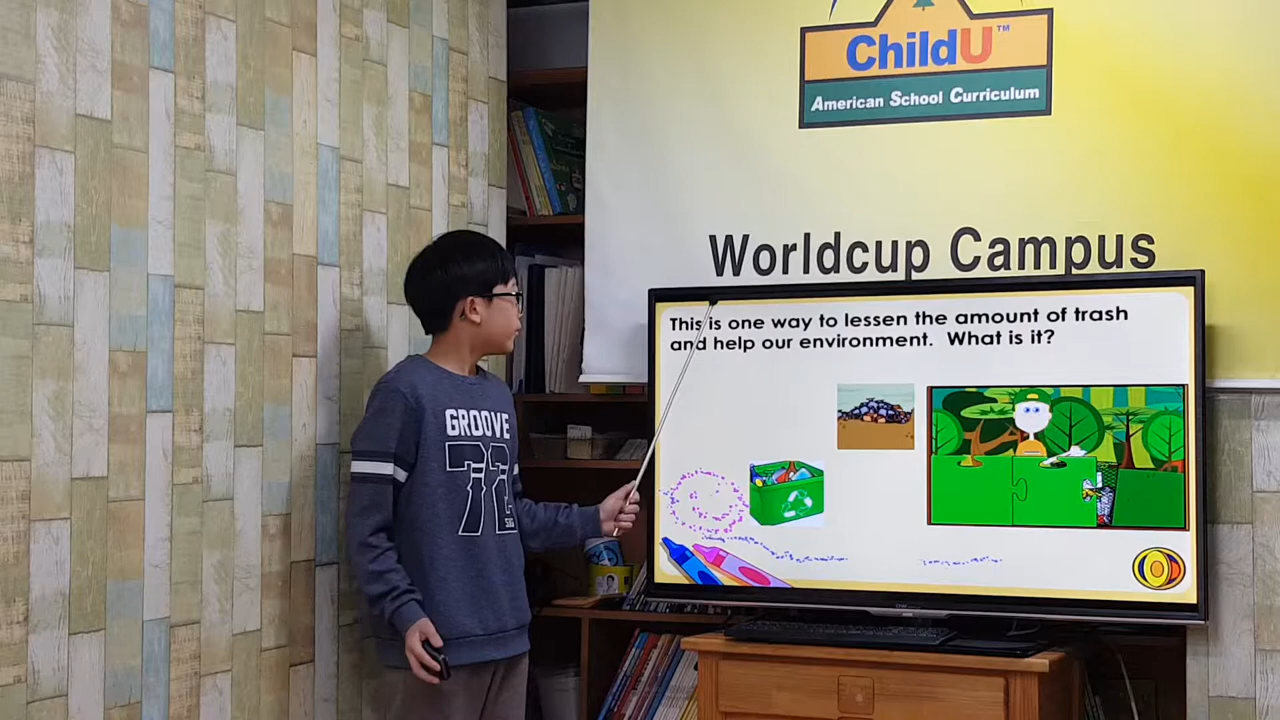 ChildU™
American School Curriculum
Worldcup Campus
This is one way to lessen the amount of trash
and help our environment. What is it?
GROOVE
72